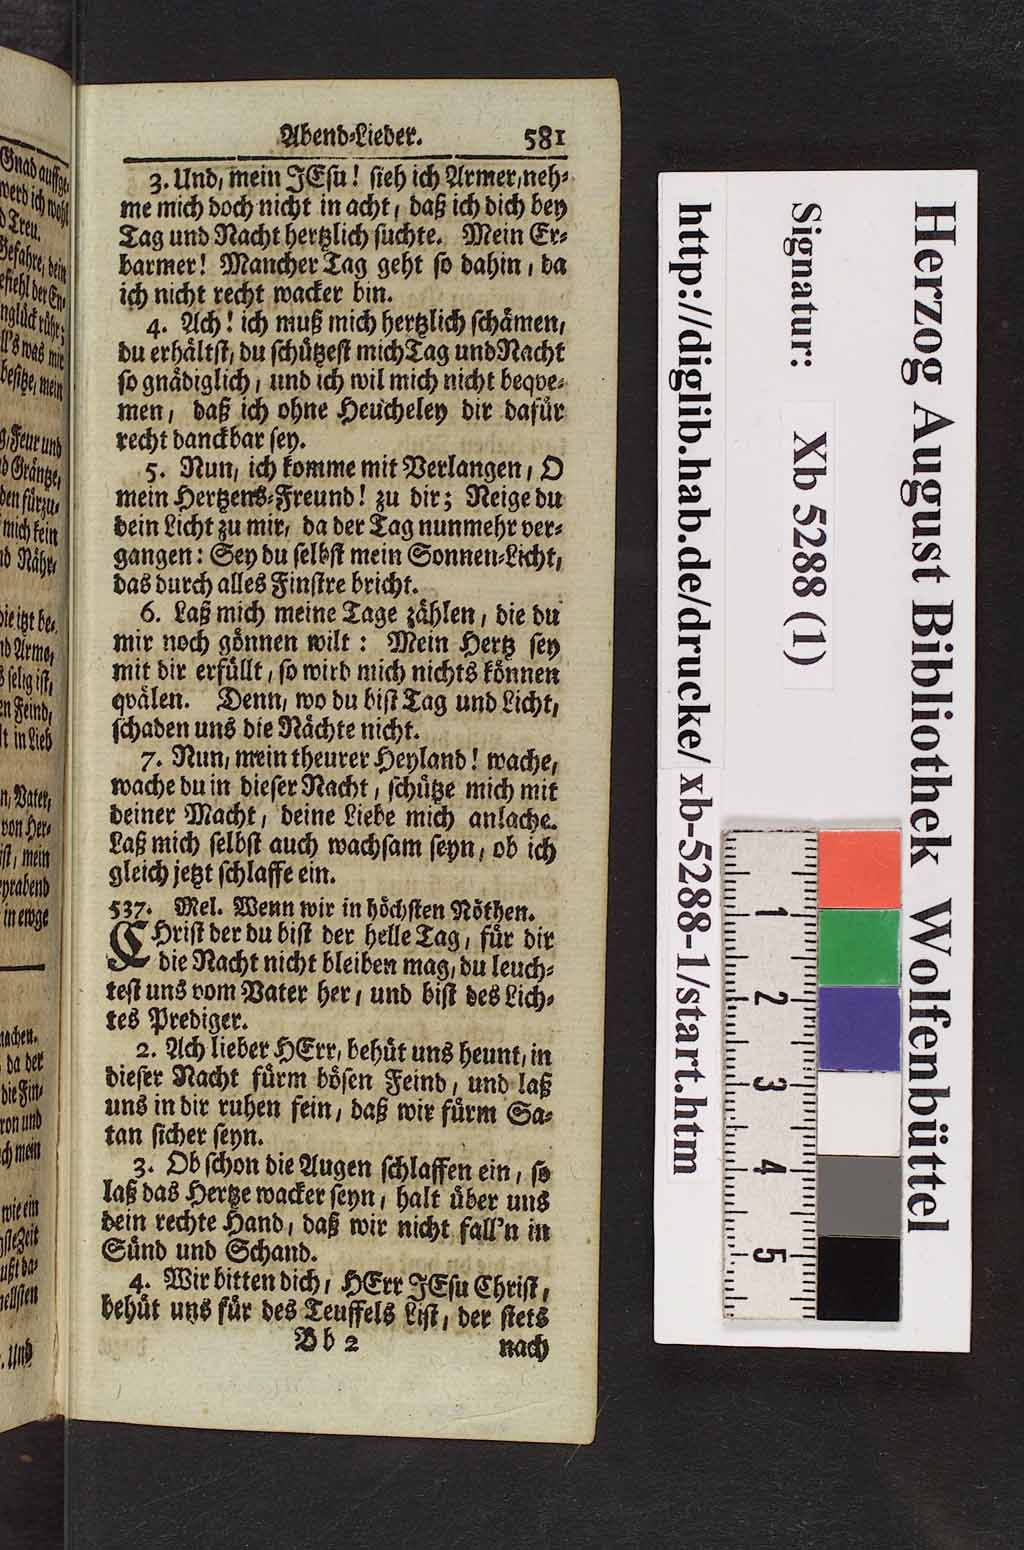 Abend-Lieder. 581
3. Und, mein JEsu! sieh ich Armer, neh-
me mich doch nicht in acht, daß ich dich bey
Tag und Nacht hertzlich suchte. Mein Er-
barmer! Mancher Tag geht so dahin, da
ich nicht recht wacker bin.
4. Ach! ich muß mich hertzlich schämen,
du erhältst, du schützest mich Tag und Nacht
so gnädiglich, und ich wil mich nicht beqve-
men, daß ich ohne Heucheley dir dafür
recht danckbar sey.
5. Nun, ich komme mit Verlangen, O
mein Hertzens-Freund! zu dir; Neige du
dein Licht zu mir, da der Tag nunmehr ver-
gangen: Sey du selbst mein Sonnen-Licht,
das durch alles Finstre bricht.
6. Laß mich meine Tage zählen, die du
mir noch gönnen wilt: Mein Hertz sey
mit dir erfüllt, so wird mich nichts können
qvälen. Denn, wo du bist Tag und Licht,
schaden uns die Nächte nicht.
7. Nun, mein theurer Heyland! wache,
wache du in dieser Nacht, schütze mich mit
deiner Macht, deine Liebe mich anlache.
Laß mich selbst auch wachsam seyn, ob ich
gleich jetzt schlaffe ein.
537. Mel. Wenn wir in höchsten Nöthen.
CHrist der du bist der helle Tag, für dir
die Nacht nicht bleiben mag, du leuch-
test uns vom Vater her, und bist des Lich-
tes Prediger.
2. Ach lieber HErr, behüt uns heunt, in
dieser Nacht fürm bösen Feind, und laß
uns in dir ruhen fein, daß wir fürm Sa-
tan sicher seyn.
3. Ob schon die Augen schlaffen ein, so
laß das Hertze wacker seyn, halt über uns
dein rechte Hand, daß wir nicht fall'n in
Sünd und Schand.
4. Wir bitten dich, HErr JEsu Christ,
behüt uns für des Teuffels List, der stets
Bb 2 nach
Herzog August Bibliothek Wolfenbüttel
Signatur: Xb 5288 (1)
http://diglib.hab.de/drucke/xb-5288-1/start.htm
1
2
3
4
5